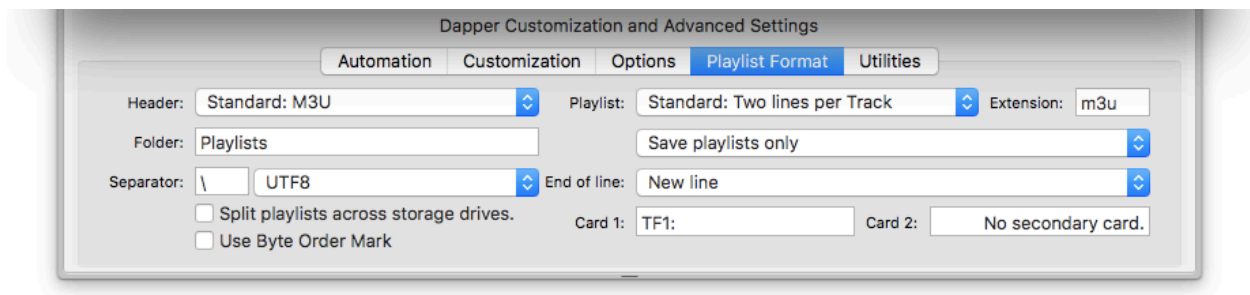 Dapper Customization and Advanced Settings
Automation Customization Options Playlist Format Utilities
Header: Standard: M3U Playlist: Standard: Two lines per Track Extension: m3u
Folder: Playlists Save playlists only
Separator: \ UTF8 End of line: New line
Split playlists across storage drives.
Card 1: TF1: Card 2: No secondary card.
Use Byte Order Mark